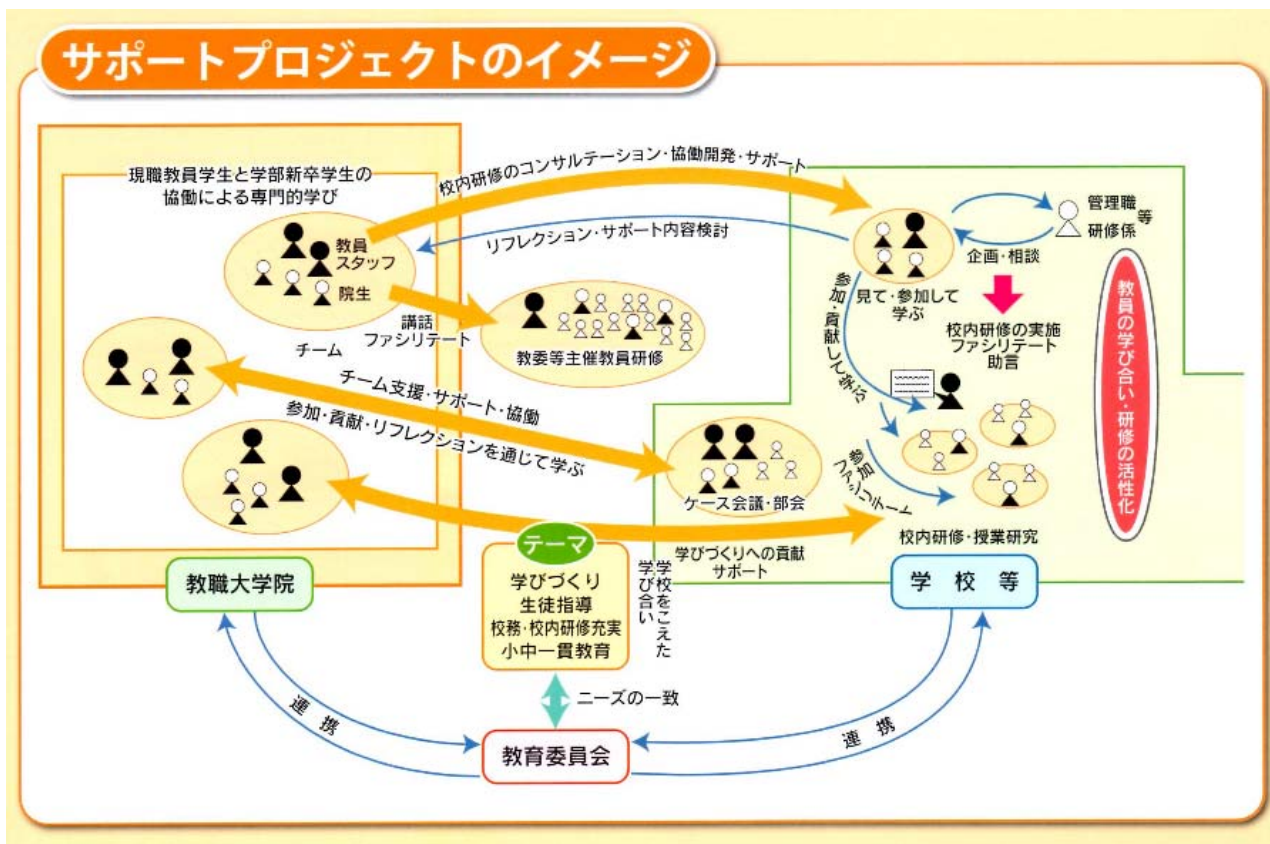 サポートプロジェクトのイメージ
現職教員学生と学部新卒学生の
協働による専門的学び
教員
スタッフ
院生
チーム
校内研修のコンサルテーション・協働開発・サポート
リフレクション・サポート内容検討
講話
ファシリテート
教委等主催教員研修
チーム支援・サポート・協働
参加・貢献・リフレクションを通じて学ぶ
管理職
研修係
等
企画・相談
見て・参加して
学ぶ
校内研修の実施
ファシリテート
助言
参加・貢献して学ぶ
参加
ファシリテート
教員の学び合い・研修の活性化
ケース会議・部会
校内研修・授業研究
学びづくりへの貢献
サポート
学校をこえた
学び合い
テーマ
学びづくり
生徒指導
校務・校内研修充実
小中一貫教育
教職大学院
学校等
ニーズの一致
連携
連携
教育委員会